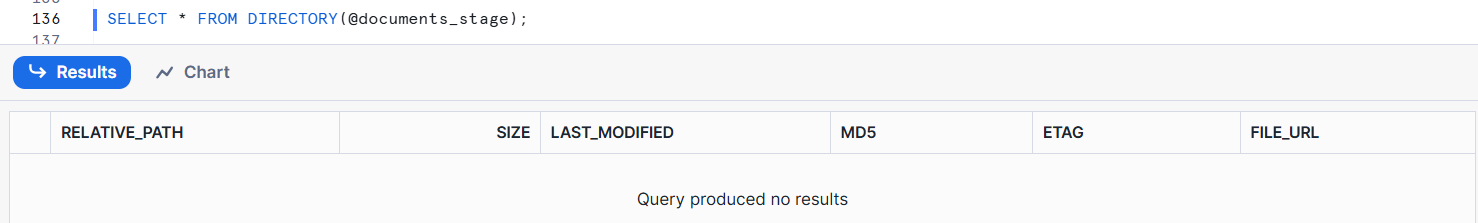 136 SELECT * FROM DIRECTORY(@documents_stage);
137
Results Chart
RELATIVE_PATH SIZE LAST_MODIFIED MD5 ETAG FILE_URL
Query produced no results